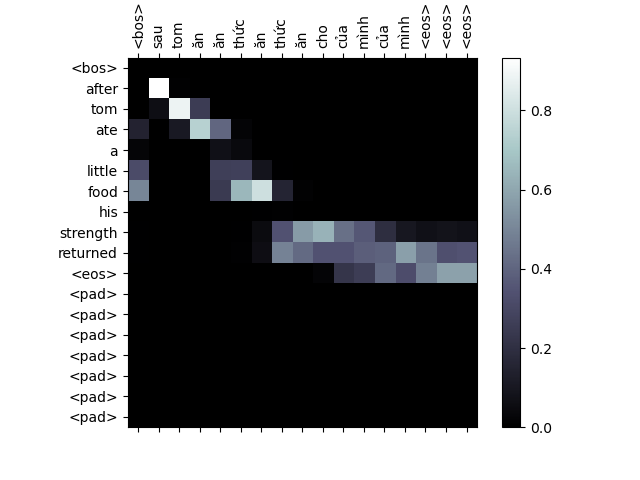 <bos> sau tom ăn ăn thức ăn thức ăn cho của mình của mình <eos> <eos> <eos>
<bos>
after
tom
ate
a
little
food
his
strength
returned
<eos>
<pad>
<pad>
<pad>
<pad>
<pad>
<pad>
<pad>
0.8
0.6
0.4
0.2
0.0